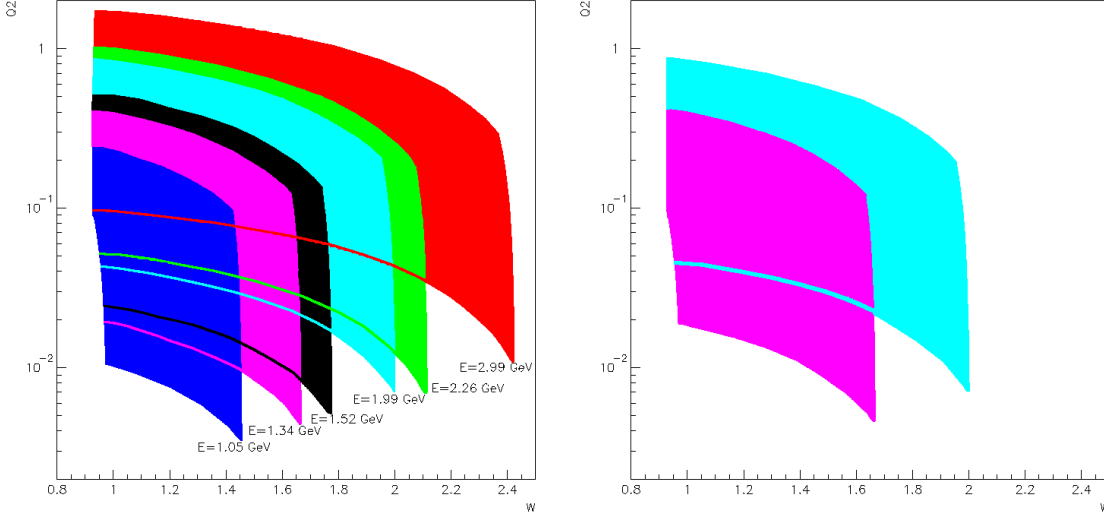 Q2
1
10^-1
10^-2
E=2.99 GeV
E=2.26 GeV
E=1.99 GeV
E=1.52 GeV
E=1.34 GeV
E=1.05 GeV
0.8 1 1.2 1.4 1.6 1.8 2 2.2 2.4
W
Q2
1
10^-1
10^-2
0.8 1 1.2 1.4 1.6 1.8 2 2.2 2.4
W